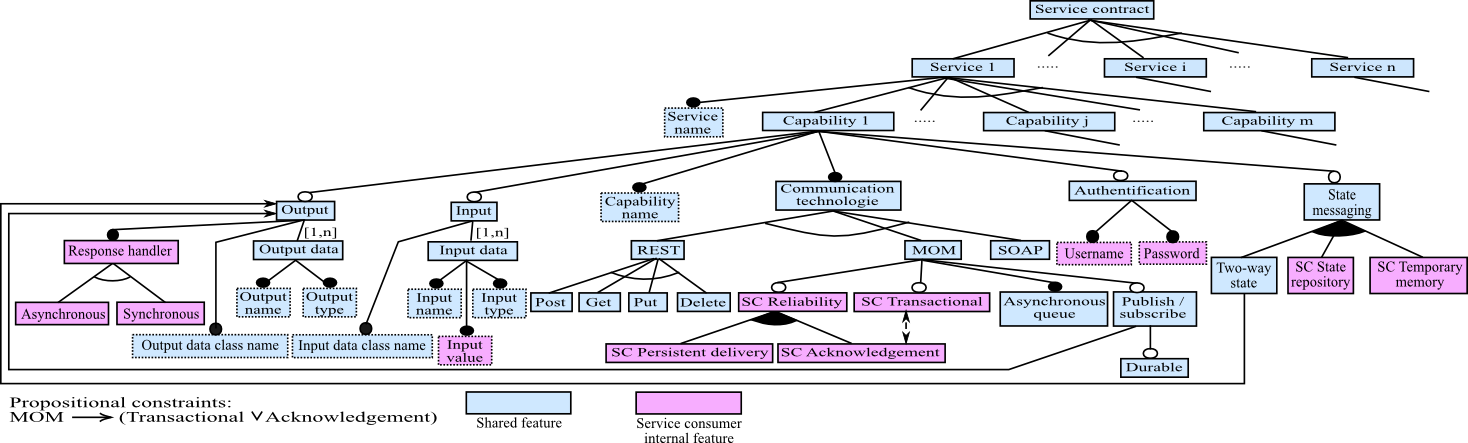 Service contract
Service 1
.....
Service i
.....
Service n
Service
name
Capability 1
.....
Capability j
.....
Capability m
Output
Input
Capability
name
Communication
technologie
Authentification
State
messaging
Response handler
[1,n]
Output data
[1,n]
Input data
REST
MOM
SOAP
Username
Password
Two-way
state
SC State
repository
SC Temporary
memory
Asynchronous
Synchronous
Output
name
Output
type
Input
name
Input
type
Post
Get
Put
Delete
SC Reliability
SC Transactional
Asynchronous
queue
Publish /
subscribe
Output data class name
Input data class name
Input
value
SC Persistent delivery
SC Acknowledgement
Durable
Propositional constraints:
MOM → (Transactional ∨ Acknowledgement)
Shared feature
Service consumer
internal feature